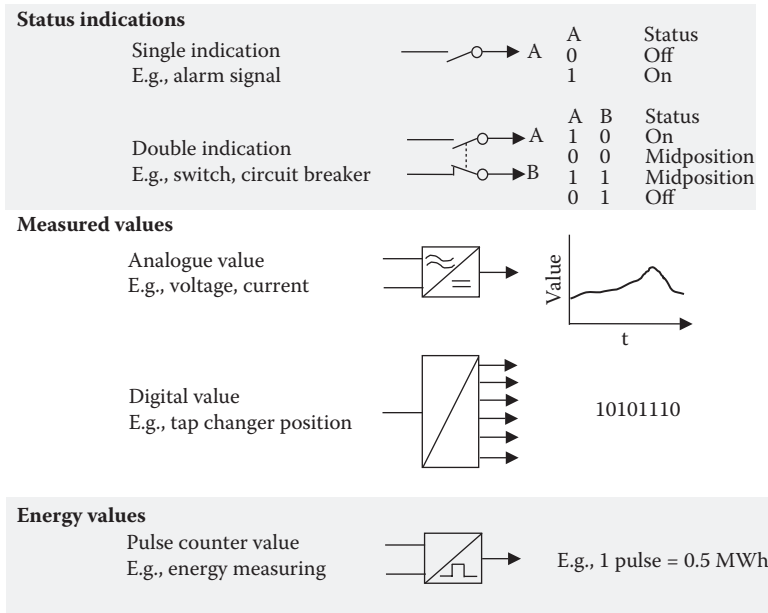 Status indications
Single indication
E.g., alarm signal
A
A Status
0 Off
1 On
Double indication
E.g., switch, circuit breaker
A
B
A B Status
1 0 On
0 0 Midposition
1 1 Midposition
0 1 Off
Measured values
Analogue value
E.g., voltage, current
Value
t
Digital value
E.g., tap changer position
10101110
Energy values
Pulse counter value
E.g., energy measuring
E.g., 1 pulse = 0.5 MWh